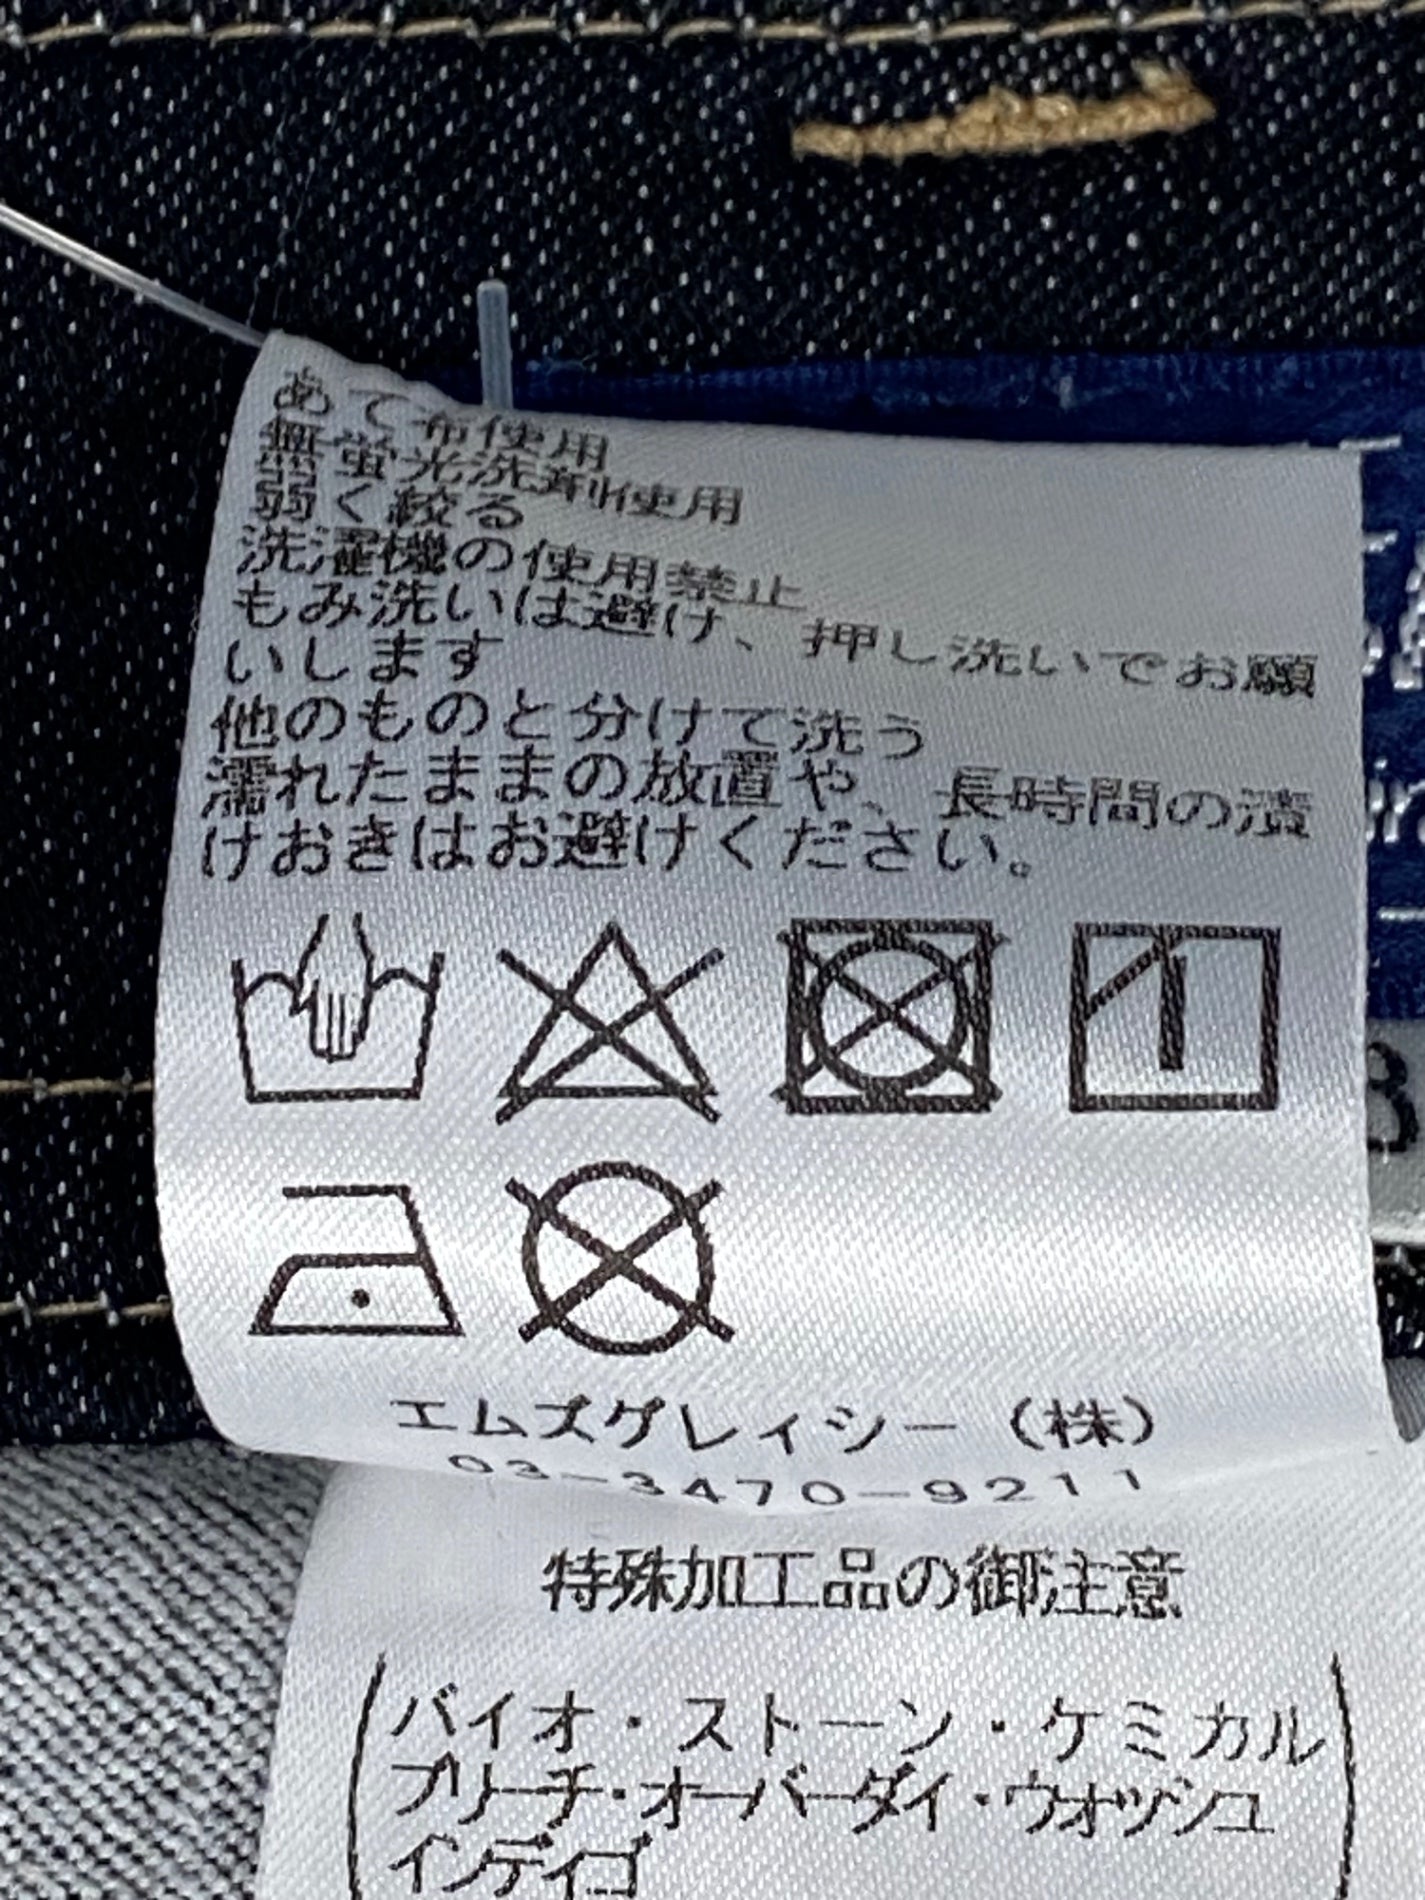 あて布使用
無蛍光洗剤使用
弱く絞る
洗濯機の使用禁止
もみ洗いは避け、押し洗いでお願
いします
他のものと分けて洗う
濡れたままの放置や、長時間の漬
けおきはお避けください。
エムズグレイシー（株）
03-3470-9211
特殊加工品の御注意
バイオ・ストーン・ケミカル
ブリーチ・オーバーダイ・ウオッシュ
インディゴ